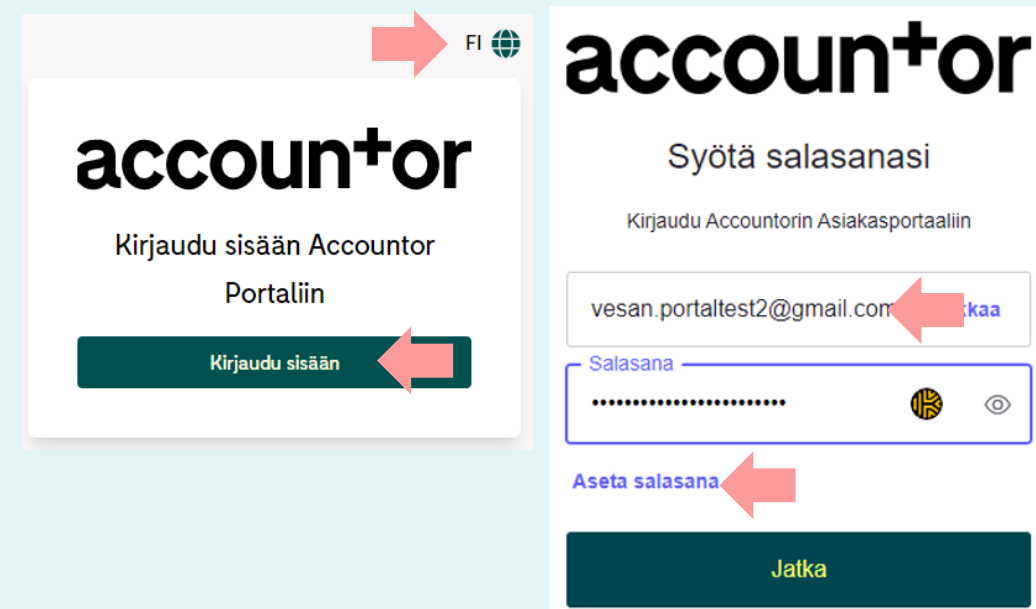 FI
accountor
Kirjaudu sisään Accountor
Portaliin
Kirjaudu sisään
accountor
Syötä salasanasi
Kirjaudu Accountorin Asiakasportaaliin
vesan.portaltest2@gmail.com
Salasana
Aseta salasana
Jatka